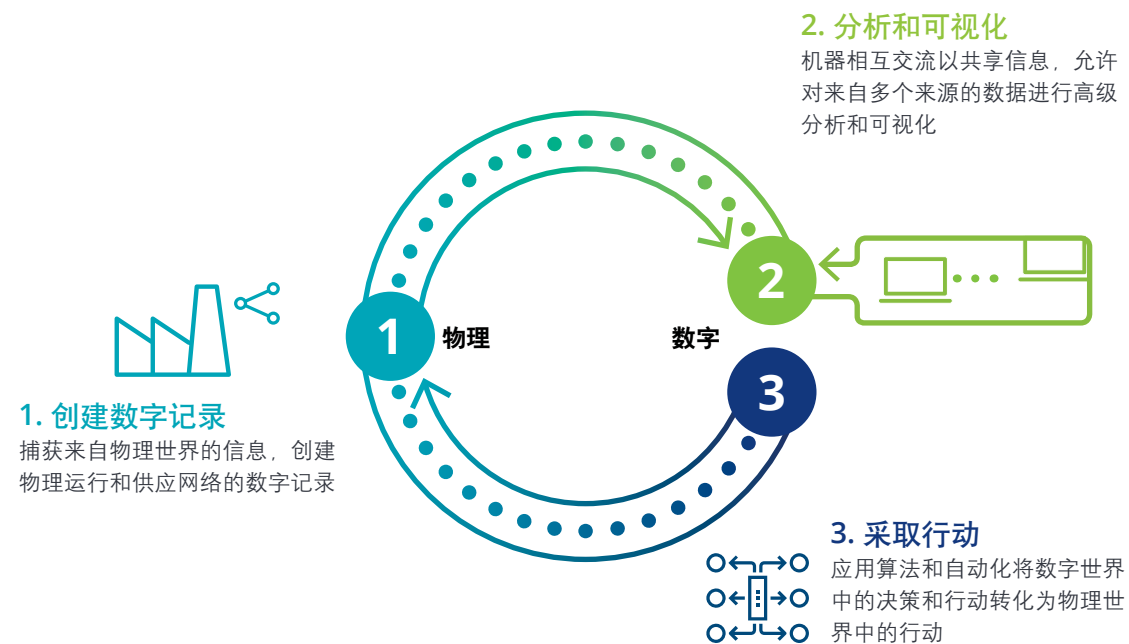 2. 分析和可视化
机器相互交流以共享信息，允许
对来自多个来源的数据进行高级
分析和可视化
2
1
物理
数字
3
1. 创建数字记录
捕获来自物理世界的信息，创建
物理运行和供应网络的数字记录
3. 采取行动
应用算法和自动化将数字世界
中的决策和行动转化为物理世
界中的行动